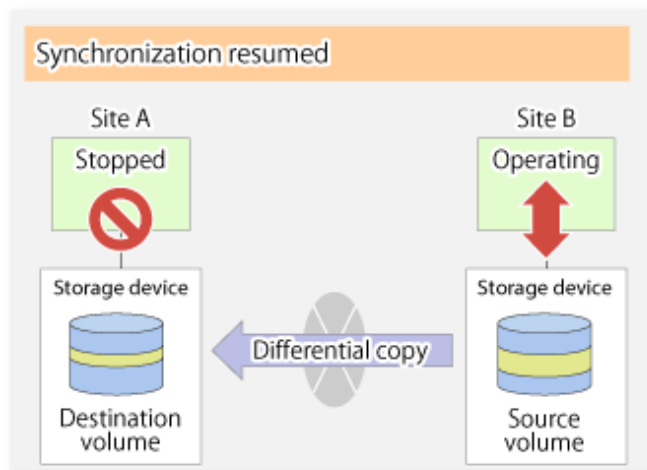 Synchronization resumed
Site A
Stopped
Storage device
Destination
volume
Differential copy
Site B
Operating
Storage device
Source
volume